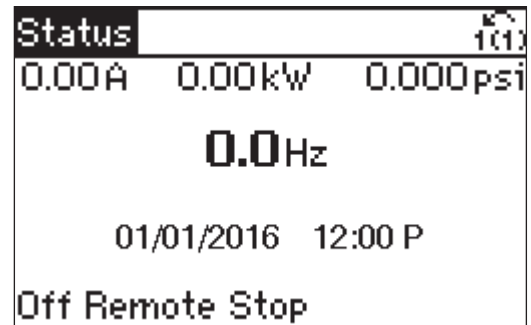 Status 1(1)
0.00A 0.00kW 0.000psi
0.0Hz
01/01/2016 12:00 P
Off Remote Stop